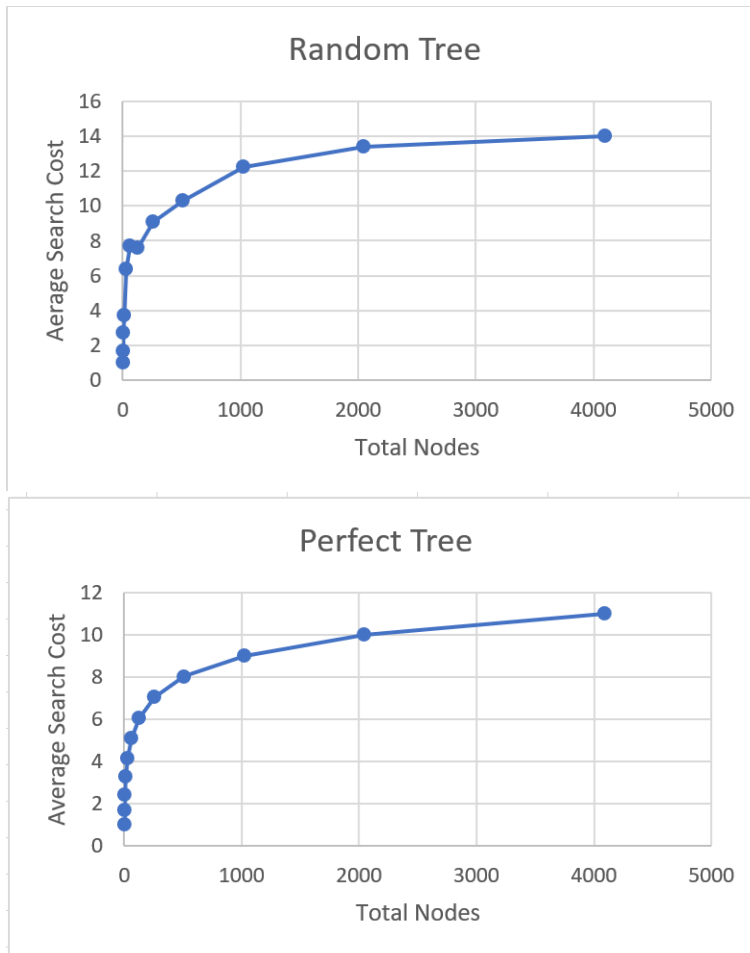 Random Tree
16
14
12
10
8
6
4
2
0
Aerage Search Cost
0 1000 2000 3000 4000 5000
Total Nodes
Perfect Tree
12
10
8
6
4
2
0
Average Search Cost
0 1000 2000 3000 4000 5000
Total Nodes